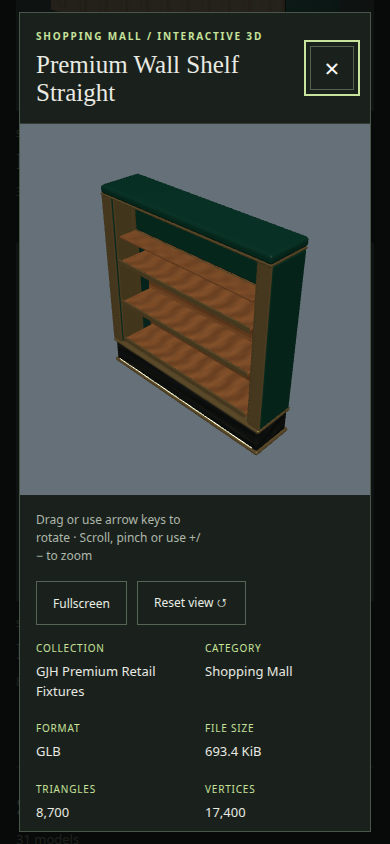 SHOPPING MALL / INTERACTIVE 3D
Premium Wall Shelf
Straight
×
Drag or use arrow keys to
rotate · Scroll, pinch or use +/
− to zoom
Fullscreen
Reset view ↺
COLLECTION
GJH Premium Retail
Fixtures
CATEGORY
Shopping Mall
FORMAT
GLB
FILE SIZE
693.4 KiB
TRIANGLES
8,700
VERTICES
17,400
31 models